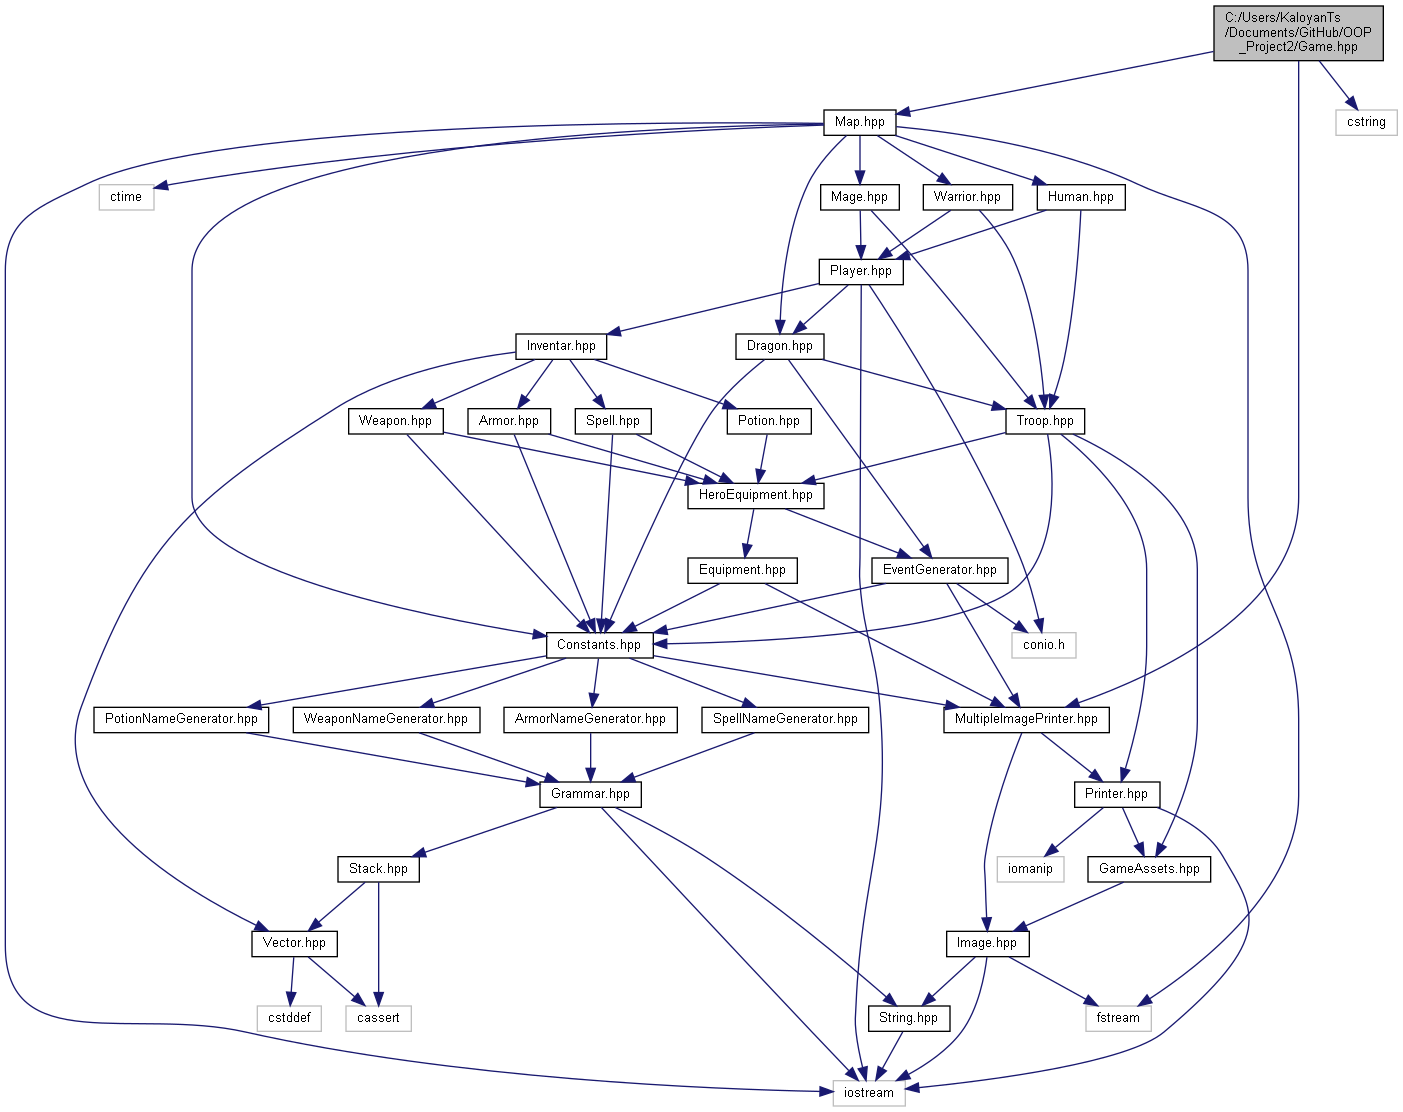 C:/Users/KaloyanTs
/Documents/GitHub/OOP
_Project2/Game.hpp
Map.hpp
cstring
ctime
Mage.hpp
Warrior.hpp
Human.hpp
Player.hpp
Inventar.hpp
Dragon.hpp
Weapon.hpp
Armor.hpp
Spell.hpp
Potion.hpp
Troop.hpp
HeroEquipment.hpp
Equipment.hpp
EventGenerator.hpp
Constants.hpp
conio.h
PotionNameGenerator.hpp
WeaponNameGenerator.hpp
ArmorNameGenerator.hpp
SpellNameGenerator.hpp
MultipleImagePrinter.hpp
Grammar.hpp
Printer.hpp
Stack.hpp
iomanip
GameAssets.hpp
Vector.hpp
Image.hpp
cstddef
cassert
String.hpp
fstream
iostream